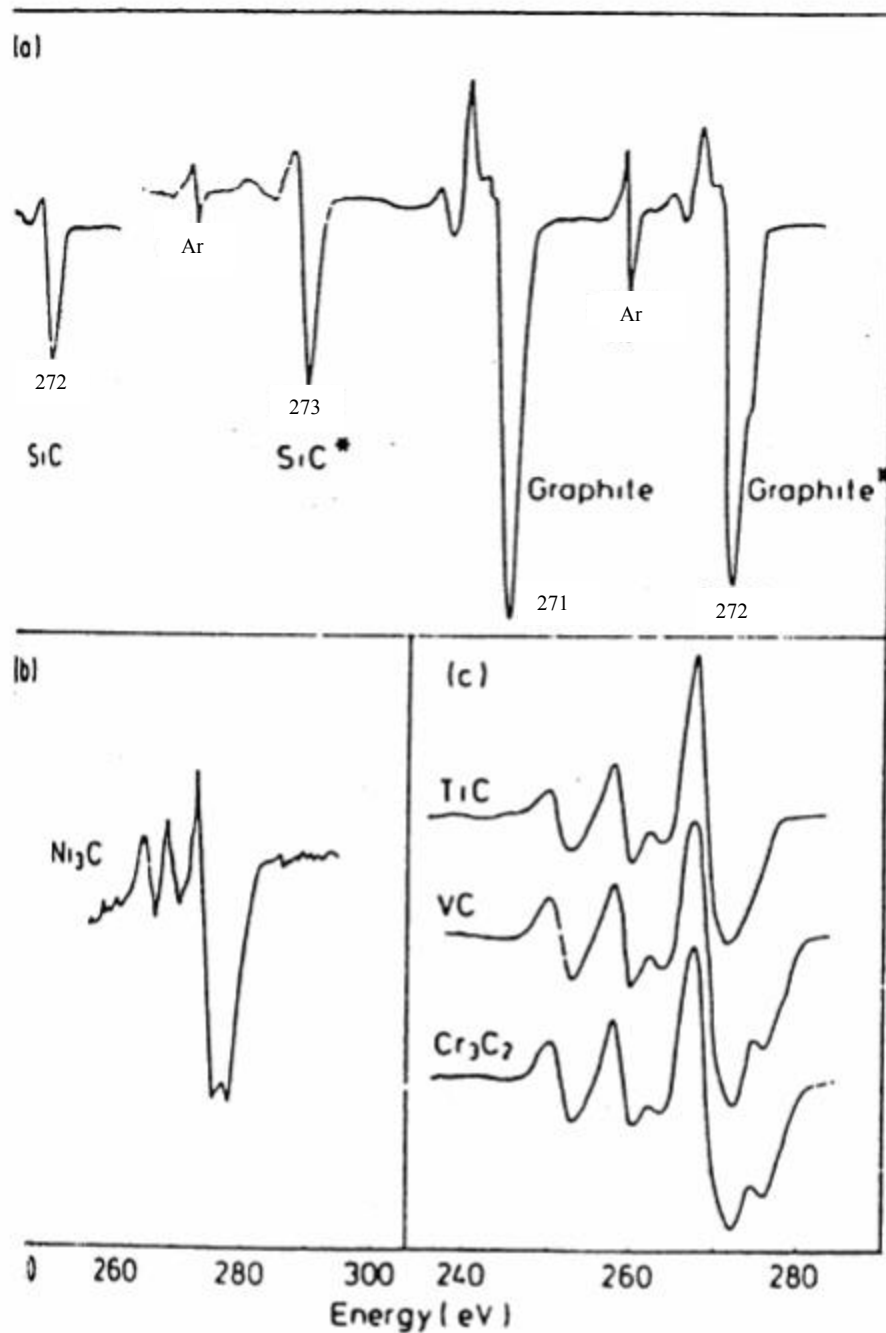 (a)
Ar
Ar
272
273
SiC
SiC*
Graphite
Graphite*
271
272
(b)
(c)
TiC
Ni3C
VC
Cr3C2
0 260 280 300 240 260 280
Energy (eV)